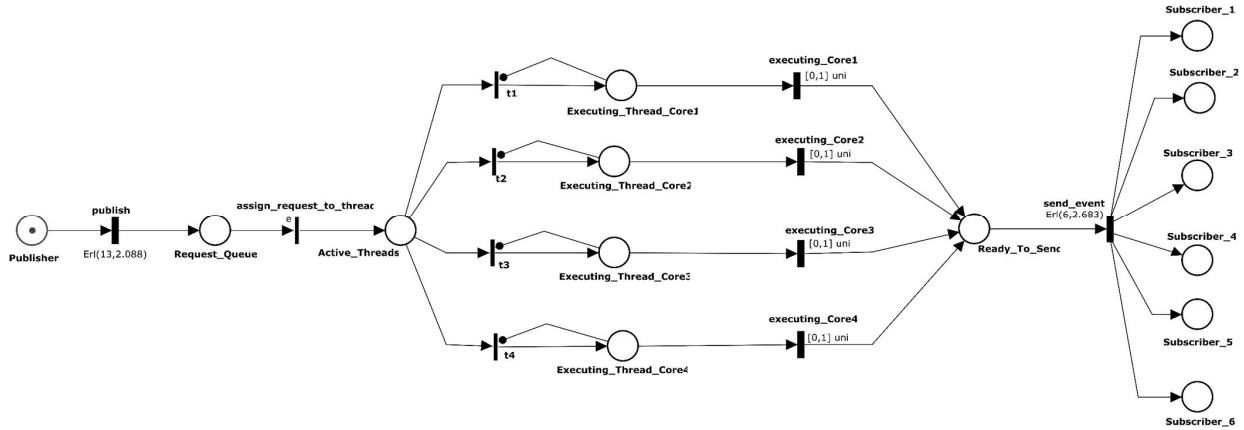 Subscriber_1
executing_Core1
[0,1] uni
t1
Executing_Thread_Core1
Subscriber_2
executing_Core2
[0,1] uni
t2
Executing_Thread_Core2
Subscriber_3
publish
Erl(13,2.088)
assign_request_to_thread
e
send_event
Erl(6,2.683)
Publisher
Request_Queue
Active_Threads
executing_Core3
[0,1] uni
t3
Executing_Thread_Core3
Ready_To_Send
Subscriber_4
executing_Core4
[0,1] uni
t4
Executing_Thread_Core4
Subscriber_5
Subscriber_6